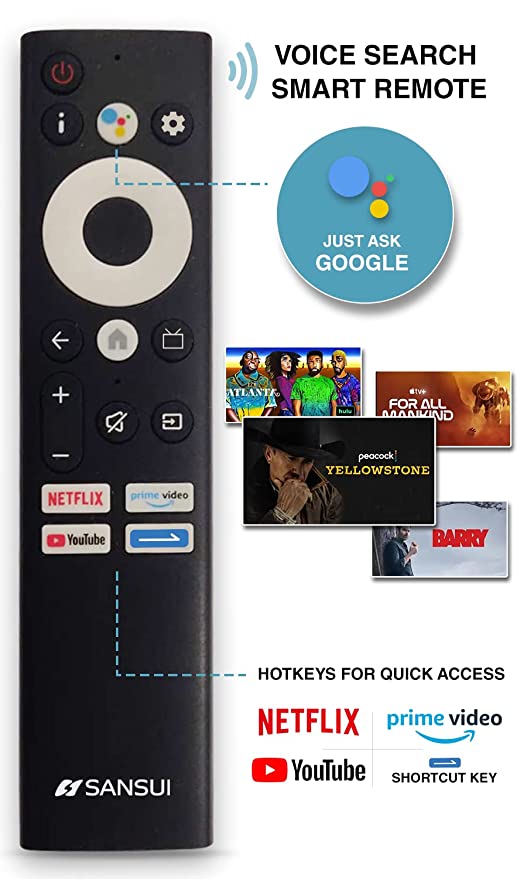 VOICE SEARCH
SMART REMOTE
i
JUST ASK
GOOGLE
ATLANTA
hulu
tv+
FOR ALL
MANKIND
peacock
YELLOWSTONE
BARRY
+
−
NETFLIX
prime video
YouTube
HOTKEYS FOR QUICK ACCESS
NETFLIX
prime video
YouTube
SHORTCUT KEY
SANSUI